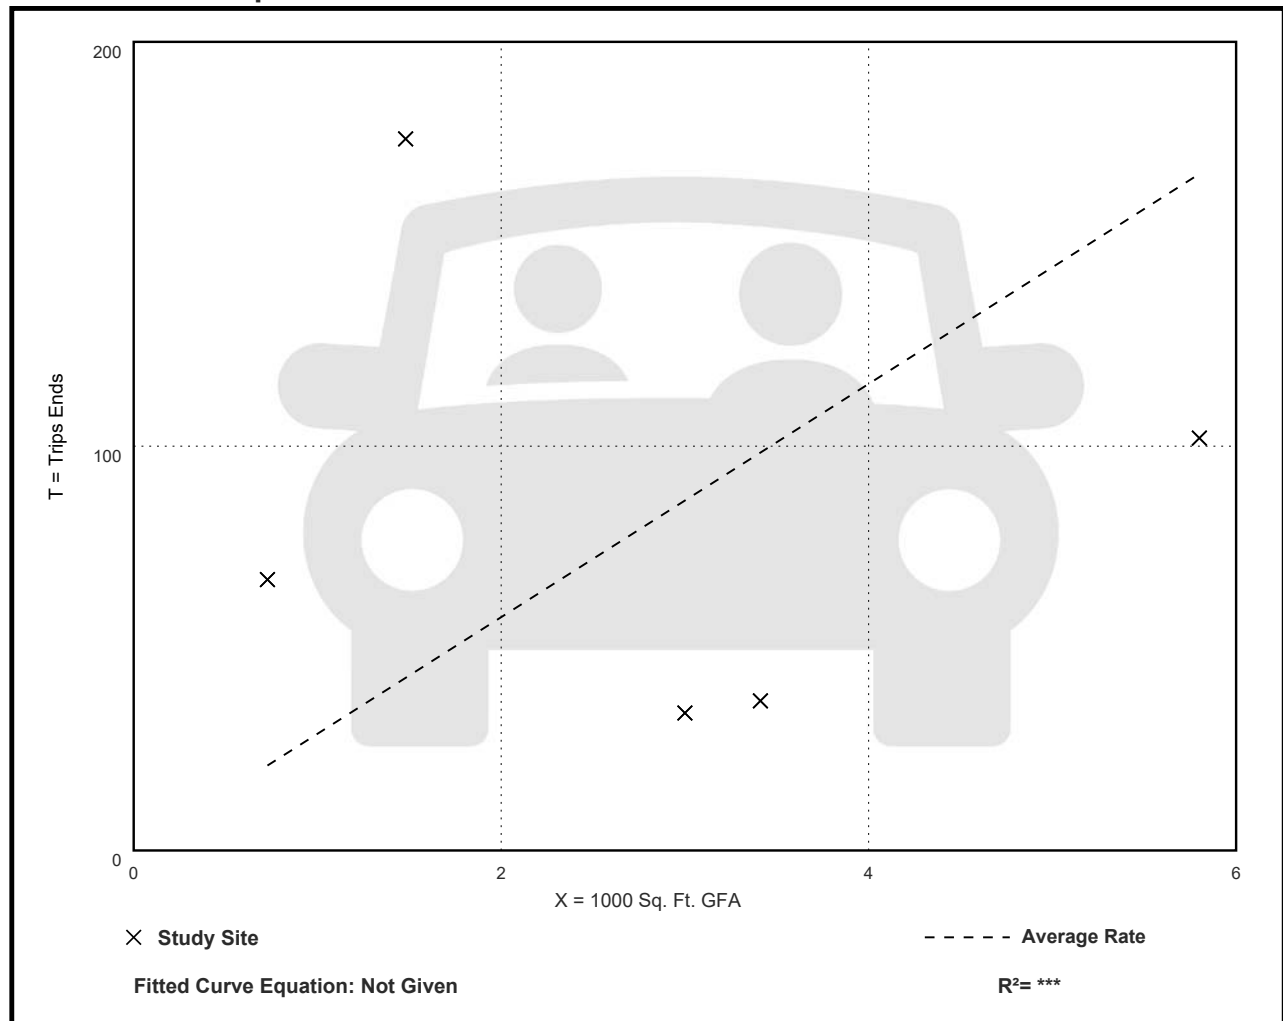 200
T = Trips Ends
100
0
0 2 4 6
X = 1000 Sq. Ft. GFA
Study Site
Average Rate
Fitted Curve Equation: Not Given
R²= ***